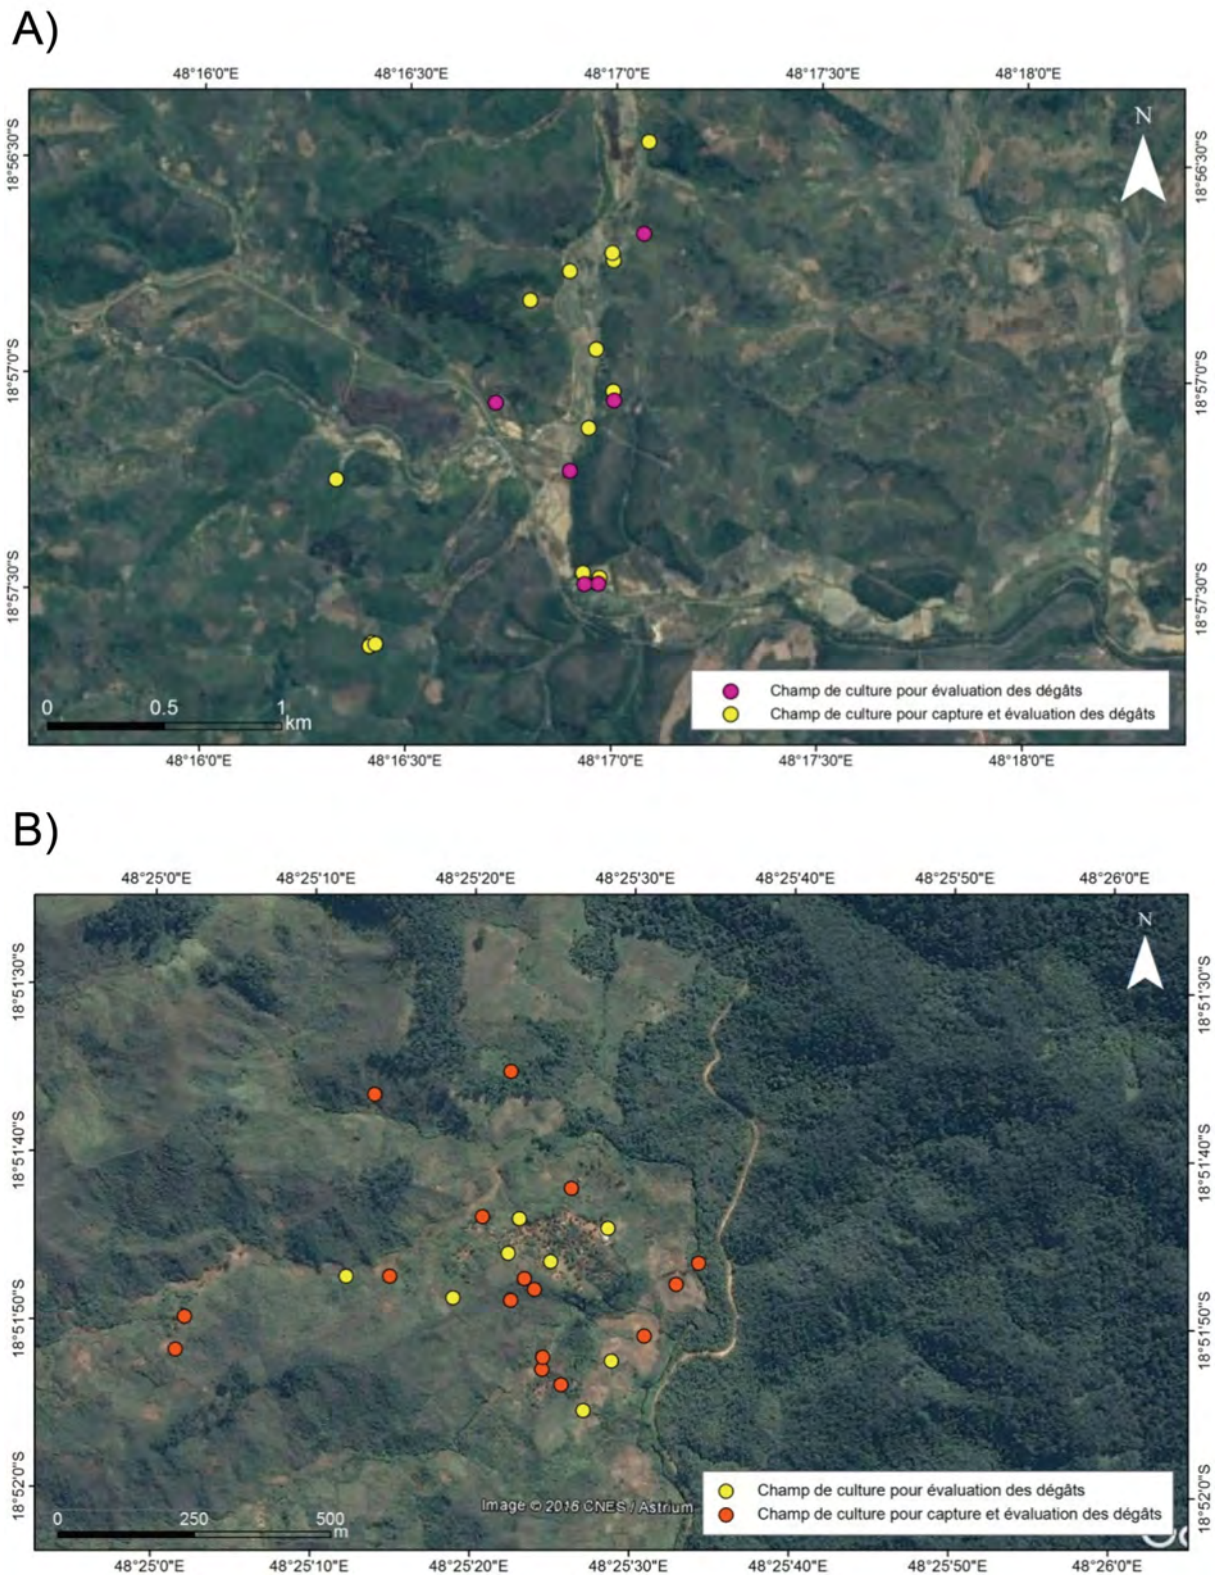 A)
48°16'0"E 48°16'30"E 48°17'0"E 48°17'30"E 48°18'0"E
18°56'30"S
18°56'30"S
N
18°57'0"S
18°57'0"S
18°57'30"S
18°57'30"S
Champ de culture pour évaluation des dégâts
Champ de culture pour capture et évaluation des dégâts
0 0.5 1
km
48°16'0"E 48°16'30"E 48°17'0"E 48°17'30"E 48°18'0"E
B)
48°25'0"E 48°25'10"E 48°25'20"E 48°25'30"E 48°25'40"E 48°25'50"E 48°26'0"E
N
18°51'30"S
18°51'30"S
18°51'40"S
18°51'40"S
18°51'50"S
18°51'50"S
18°52'0"S
18°52'0"S
Champ de culture pour évaluation des dégâts
Image © 2016 CNES / Astrium
Champ de culture pour capture et évaluation des dégâts
0 250 500
m
48°25'0"E 48°25'10"E 48°25'20"E 48°25'30"E 48°25'40"E 48°25'50"E 48°26'0"E